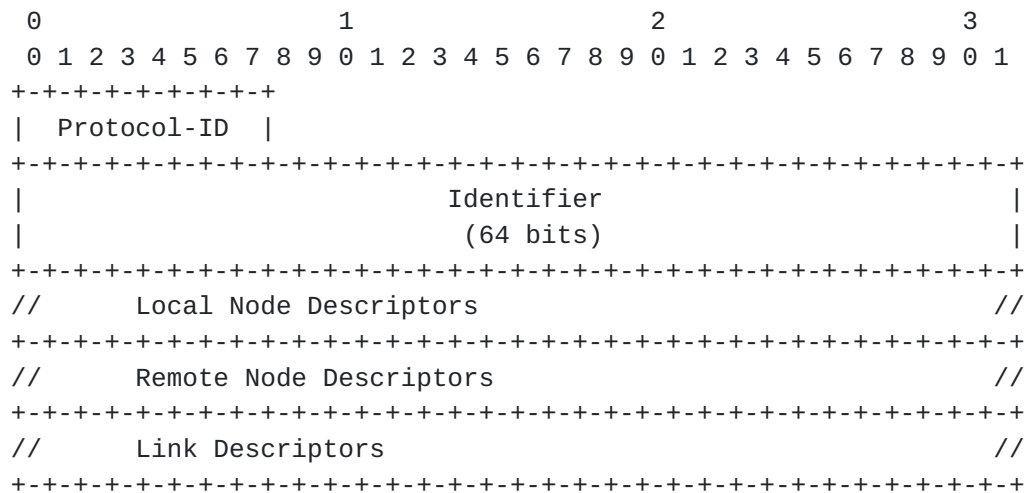 0                   1                   2                   3
 0 1 2 3 4 5 6 7 8 9 0 1 2 3 4 5 6 7 8 9 0 1 2 3 4 5 6 7 8 9 0 1
+-+-+-+-+-+-+-+-+
|  Protocol-ID  |
+-+-+-+-+-+-+-+-+-+-+-+-+-+-+-+-+-+-+-+-+-+-+-+-+-+-+-+-+-+-+-+-+
|                           Identifier                          |
|                            (64 bits)                          |
+-+-+-+-+-+-+-+-+-+-+-+-+-+-+-+-+-+-+-+-+-+-+-+-+-+-+-+-+-+-+-+-+
//      Local Node Descriptors                                 //
+-+-+-+-+-+-+-+-+-+-+-+-+-+-+-+-+-+-+-+-+-+-+-+-+-+-+-+-+-+-+-+-+
//      Remote Node Descriptors                                //
+-+-+-+-+-+-+-+-+-+-+-+-+-+-+-+-+-+-+-+-+-+-+-+-+-+-+-+-+-+-+-+-+
//      Link Descriptors                                       //
+-+-+-+-+-+-+-+-+-+-+-+-+-+-+-+-+-+-+-+-+-+-+-+-+-+-+-+-+-+-+-+-+